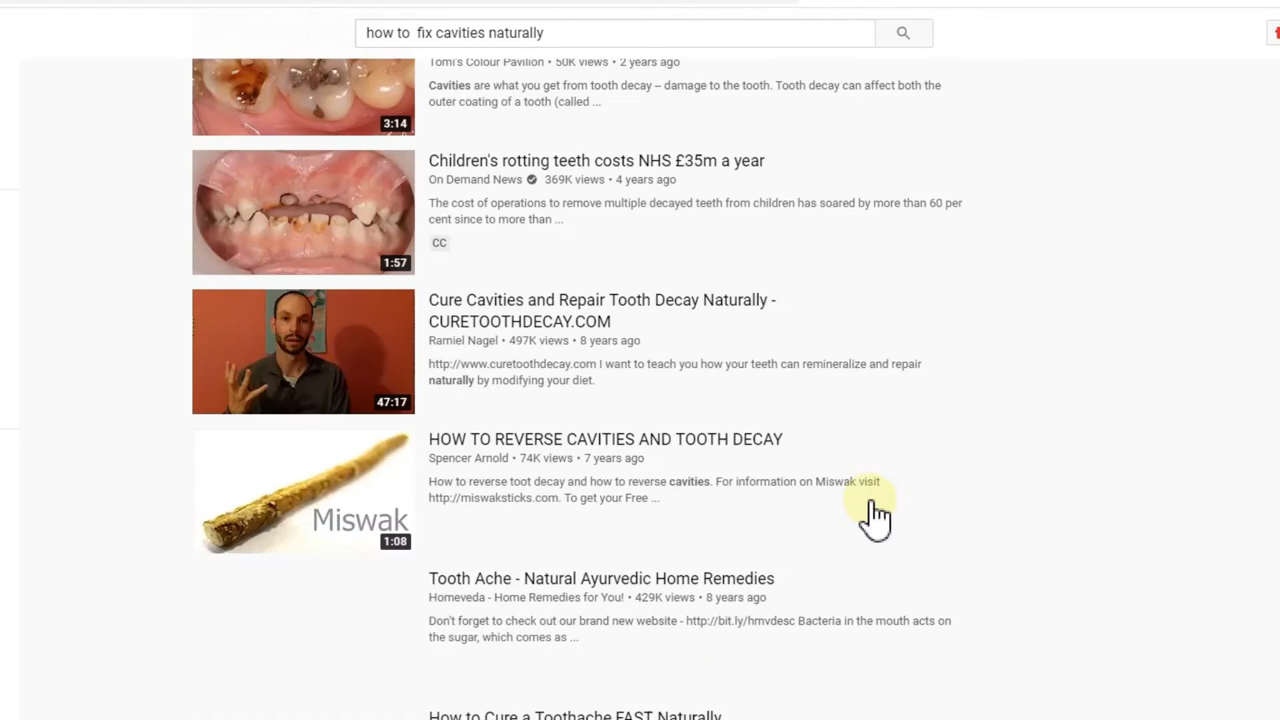 how to  fix cavities naturally
Tomi's Colour Pavilion • 50K views • 2 years ago
Cavities are what you get from tooth decay – damage to the tooth. Tooth decay can affect both the
outer coating of a tooth (called ...
3:14
Children's rotting teeth costs NHS £35m a year
On Demand News 369K views • 4 years ago
The cost of operations to remove multiple decayed teeth from children has soared by more than 60 per
cent since to more than ...
CC
1:57
Cure Cavities and Repair Tooth Decay Naturally -
CURETOOTHDECAY.COM
Ramiel Nagel • 497K views • 8 years ago
http://www.curetoothdecay.com I want to teach you how your teeth can remineralize and repair
naturally by modifying your diet.
47:17
HOW TO REVERSE CAVITIES AND TOOTH DECAY
Spencer Arnold • 74K views • 7 years ago
How to reverse toot decay and how to reverse cavities. For information on Miswak visit
http://miswaksticks.com. To get your Free ...
Miswak
1:08
Tooth Ache - Natural Ayurvedic Home Remedies
Homeveda - Home Remedies for You! • 429K views • 8 years ago
Don't forget to check out our brand new website - http://bit.ly/hmvdesc Bacteria in the mouth acts on
the sugar, which comes as ...
How to Cure a Toothache FAST Naturally